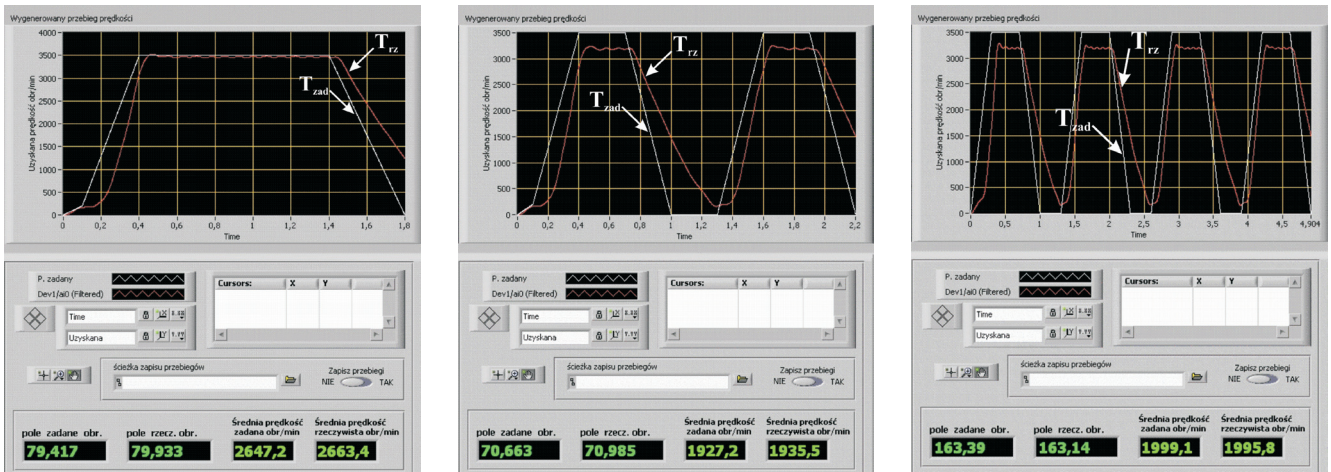 Wygenerowany przebieg prędkości
Uzyskana prędkość obr/min
4000
3500
3000
2500
2000
1500
1000
500
0
T rz
T zad
0 0,2 0,4 0,6 0,8 1 1,2 1,4 1,6 1,8
Time
P. zadany
Dev1/ai0 (Filtered)
Cursors: X Y
Time
Uzyskana
ścieżka zapisu przebiegów
Zapisz przebiegi
NIE TAK
pole zadane obr.
79,417
pole rzecz. obr.
79,933
Średnia prędkość
zadana obr/min
2647,2
Średnia prędkość
rzeczywista obr/min
2663,4
Wygenerowany przebieg prędkości
Uzyskana prędkość obr/min
3500
3000
2500
2000
1500
1000
500
0
T rz
T zad
0 0,2 0,4 0,6 0,8 1 1,2 1,4 1,6 1,8 2 2,2
Time
P. zadany
Dev1/ai0 (Filtered)
Cursors: X Y
Time
Uzyskana
ścieżka zapisu przebiegów
Zapisz przebiegi
NIE TAK
pole zadane obr.
70,663
pole rzecz. obr.
70,985
Średnia prędkość
zadana obr/min
1927,2
Średnia prędkość
rzeczywista obr/min
1935,5
Wygenerowany przebieg prędkości
Uzyskana prędkość obr/min
3500
3000
2500
2000
1500
1000
500
0
T rz
T zad
0 0,5 1 1,5 2 2,5 3 3,5 4 4,5 4,904
Time
P. zadany
Dev1/ai0 (Filtered)
Cursors: X Y
Time
Uzyskana
ścieżka zapisu przebiegów
Zapisz przebiegi
NIE TAK
pole zadane obr.
163,39
pole rzecz. obr.
163,14
Średnia prędkość
zadana obr/min
1999,1
Średnia prędkość
rzeczywista obr/min
1995,8